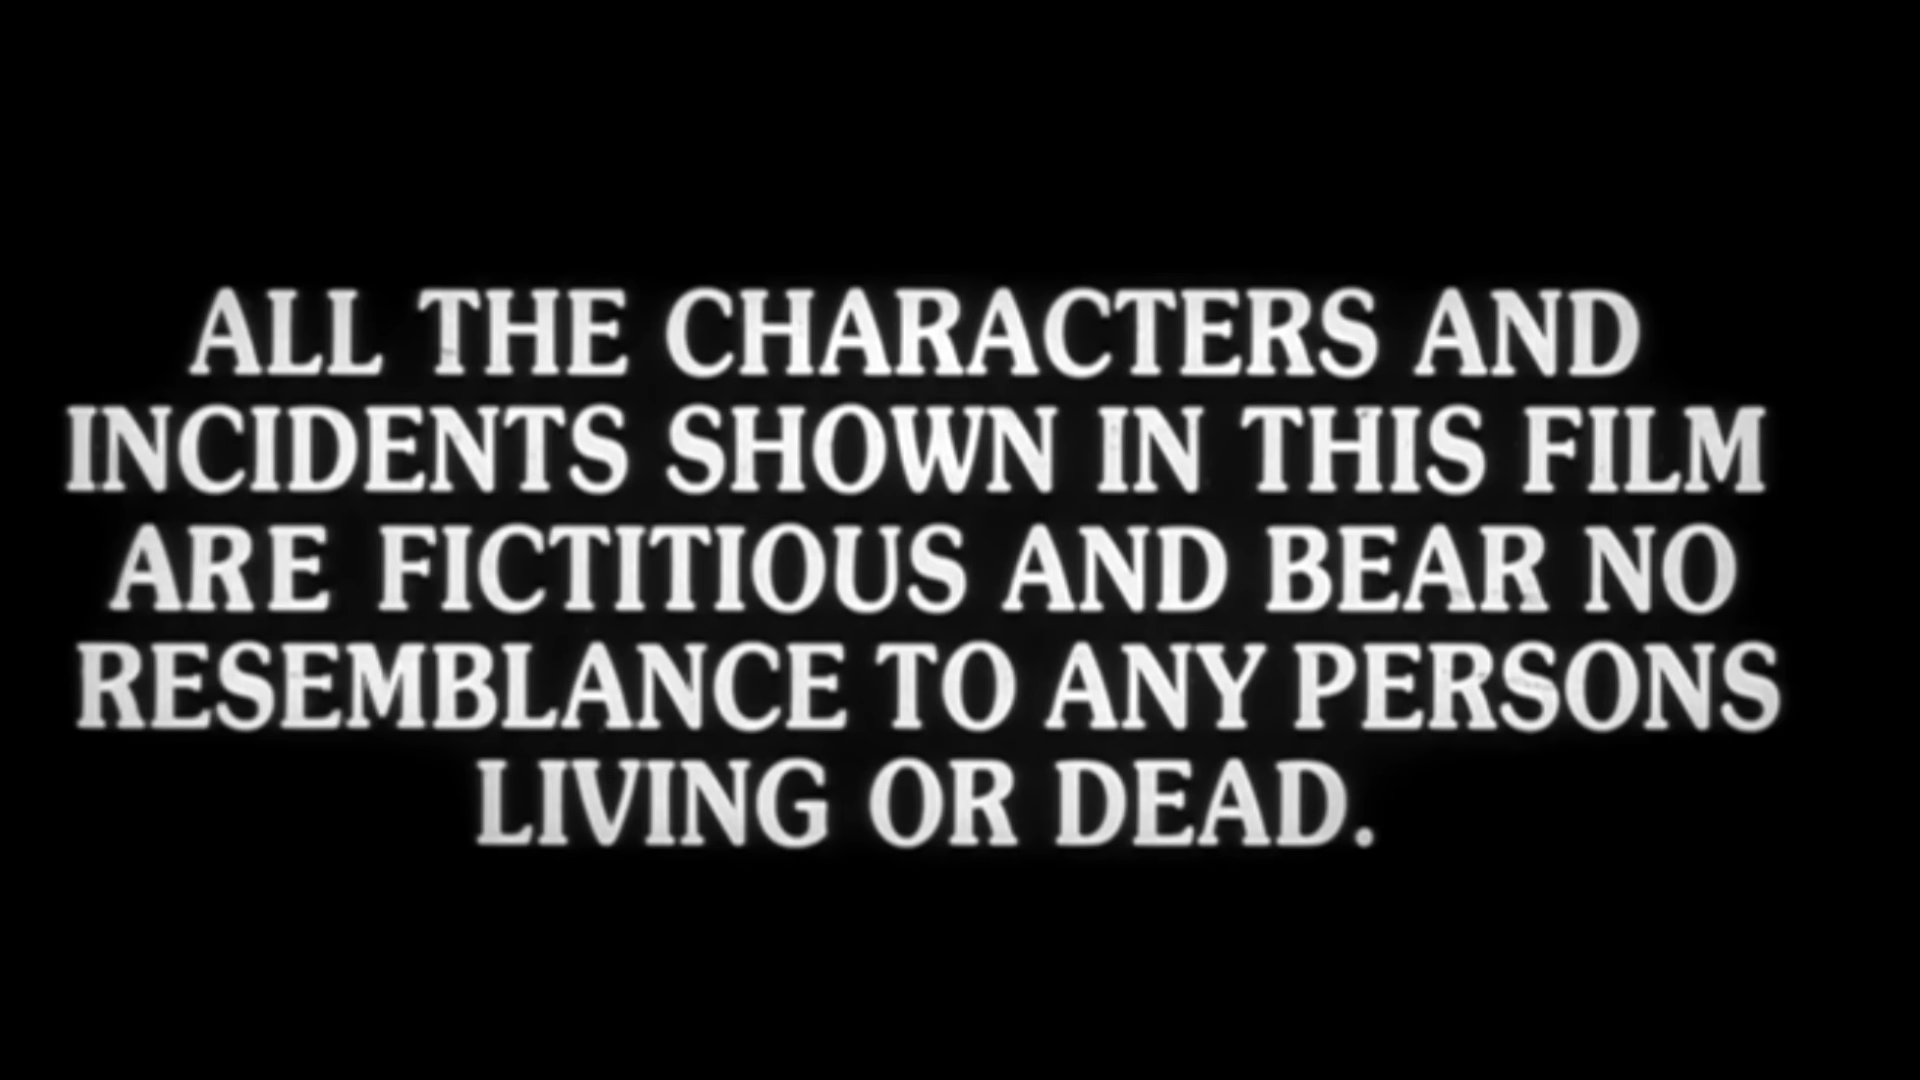 ALL THE CHARACTERS AND
INCIDENTS SHOWN IN THIS FILM
ARE FICTITIOUS AND BEAR NO
RESEMBLANCE TO ANY PERSONS
LIVING OR DEAD.